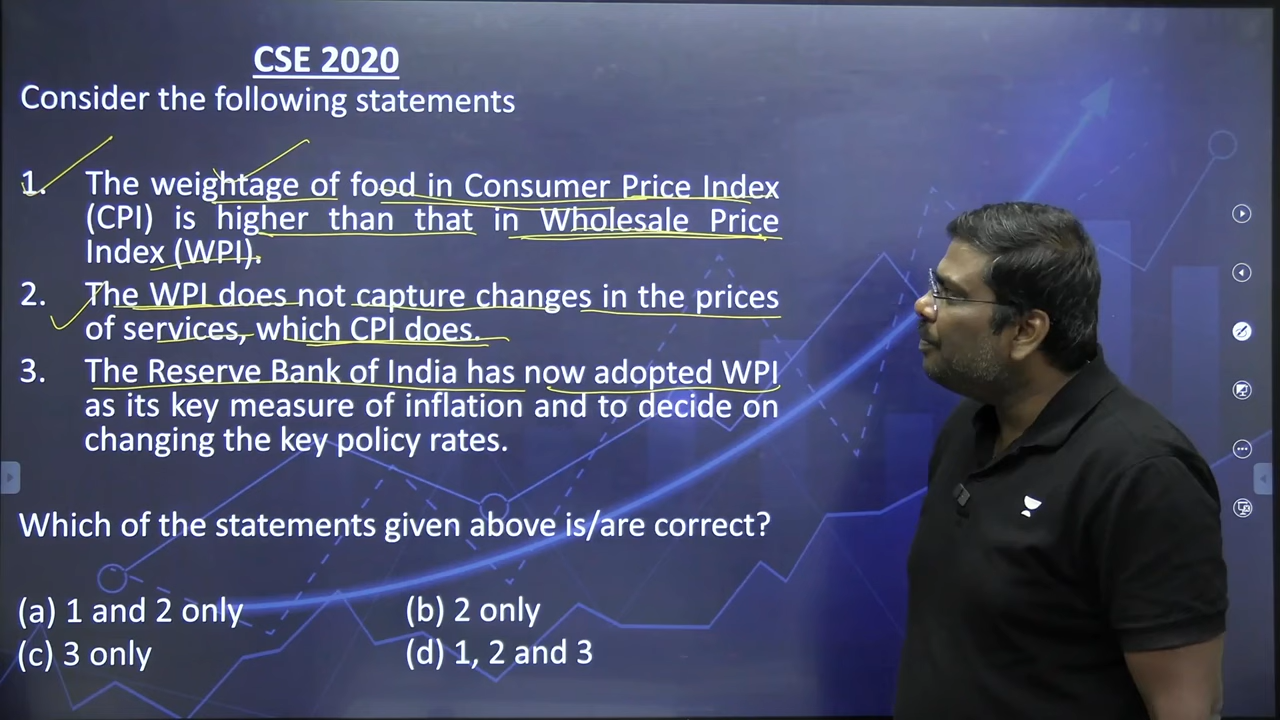 CSE 2020
Consider the following statements
1. The weightage of food in Consumer Price Index
(CPI) is higher than that in Wholesale Price
Index (WPI).
2. The WPI does not capture changes in the prices
of services, which CPI does.
3. The Reserve Bank of India has now adopted WPI
as its key measure of inflation and to decide on
changing the key policy rates.
Which of the statements given above is/are correct?
(a) 1 and 2 only (b) 2 only
(c) 3 only (d) 1, 2 and 3